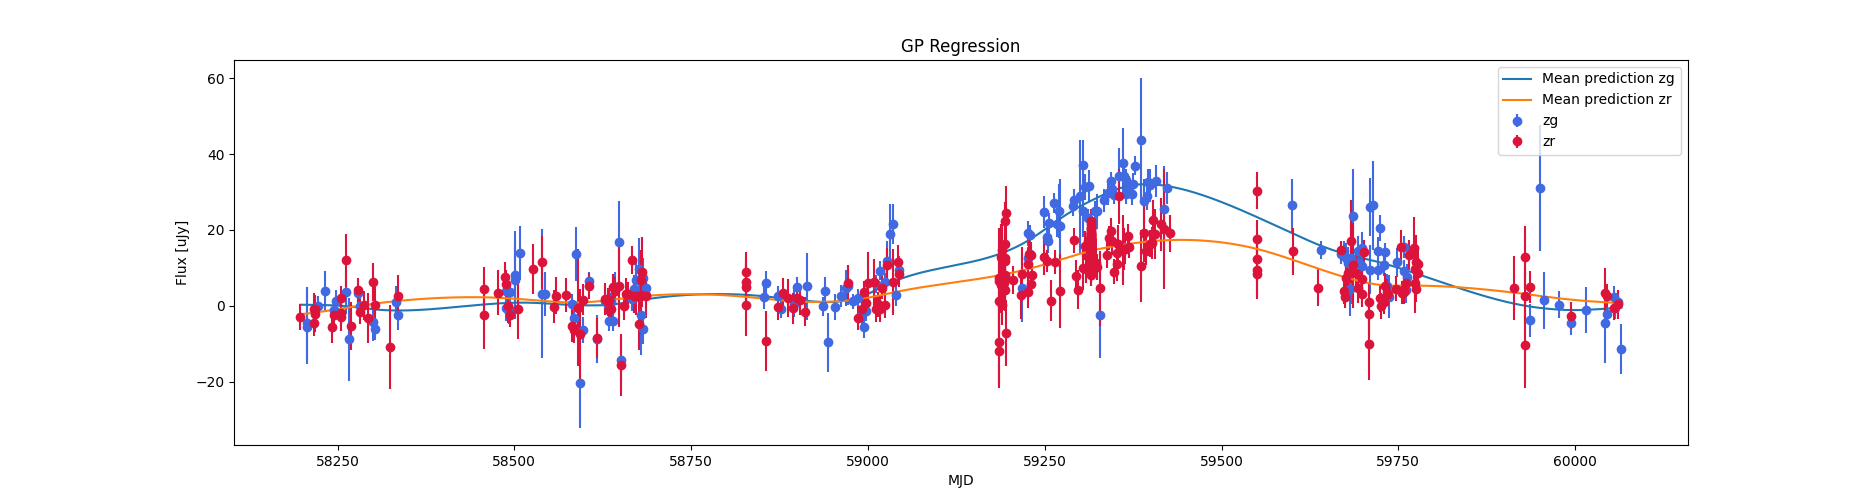 GP Regression
Flux [uJy]
60
40
20
0
−20
Mean prediction zg
Mean prediction zr
zg
zr
58250
58500
58750
59000
59250
59500
59750
60000
MJD